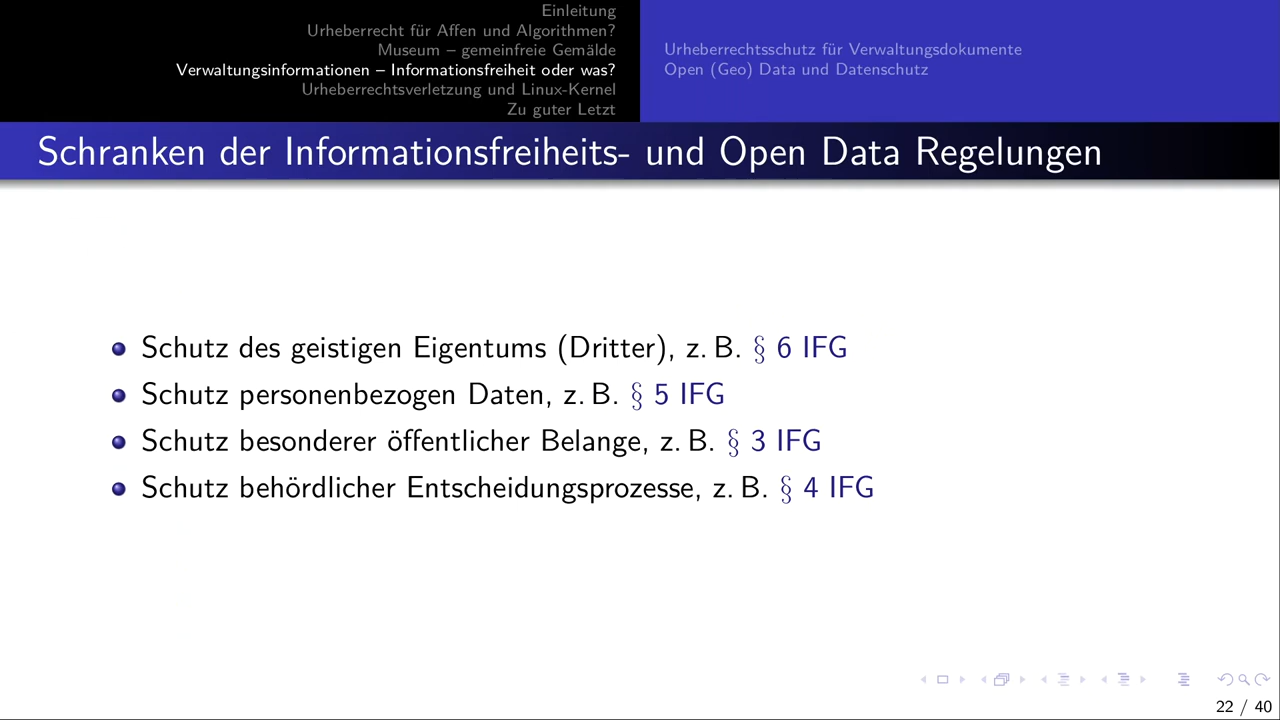 Einleitung
Urheberrecht für Affen und Algorithmen?
Museum – gemeinfreie Gemälde
Verwaltungsinformationen – Informationsfreiheit oder was?
Urheberrechtsverletzung und Linux-Kernel
Zu guter Letzt
Urheberrechtsschutz für Verwaltungsdokumente
Open (Geo) Data und Datenschutz
Schranken der Informationsfreiheits- und Open Data Regelungen
Schutz des geistigen Eigentums (Dritter), z. B. § 6 IFG
Schutz personenbezogen Daten, z. B. § 5 IFG
Schutz besonderer öffentlicher Belange, z. B. § 3 IFG
Schutz behördlicher Entscheidungsprozesse, z. B. § 4 IFG
22 / 40